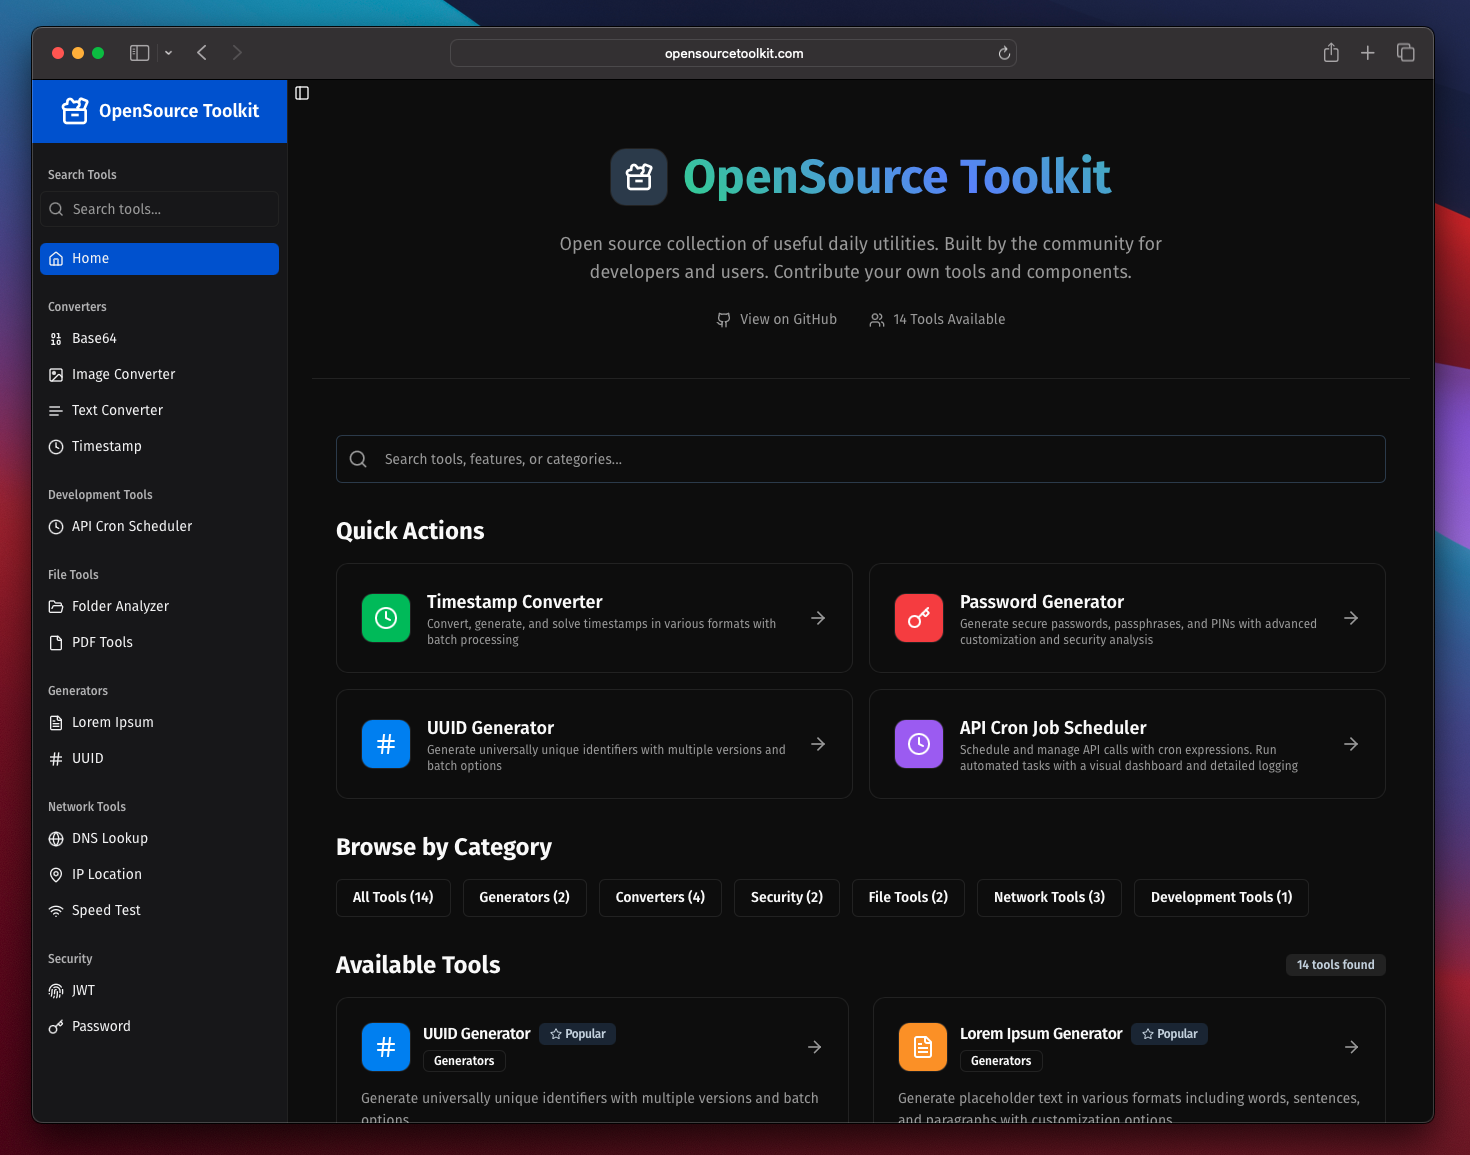 opensourcetoolkit.com
OpenSource Toolkit
Search Tools
Search tools...
Home
Converters
Base64
Image Converter
Text Converter
Timestamp
Development Tools
API Cron Scheduler
File Tools
Folder Analyzer
PDF Tools
Generators
Lorem Ipsum
UUID
Network Tools
DNS Lookup
IP Location
Speed Test
Security
JWT
Password
OpenSource Toolkit
Open source collection of useful daily utilities. Built by the community for
developers and users. Contribute your own tools and components.
View on GitHub
14 Tools Available
Search tools, features, or categories...
Quick Actions
Timestamp Converter
Convert, generate, and solve timestamps in various formats with
batch processing
Password Generator
Generate secure passwords, passphrases, and PINs with advanced
customization and security analysis
UUID Generator
Generate universally unique identifiers with multiple versions and
batch options
API Cron Job Scheduler
Schedule and manage API calls with cron expressions. Run
automated tasks with a visual dashboard and detailed logging
Browse by Category
All Tools (14)
Generators (2)
Converters (4)
Security (2)
File Tools (2)
Network Tools (3)
Development Tools (1)
Available Tools
14 tools found
UUID Generator
Popular
Generators
Generate universally unique identifiers with multiple versions and batch
options
Lorem Ipsum Generator
Popular
Generators
Generate placeholder text in various formats including words, sentences,
and paragraphs with customization options